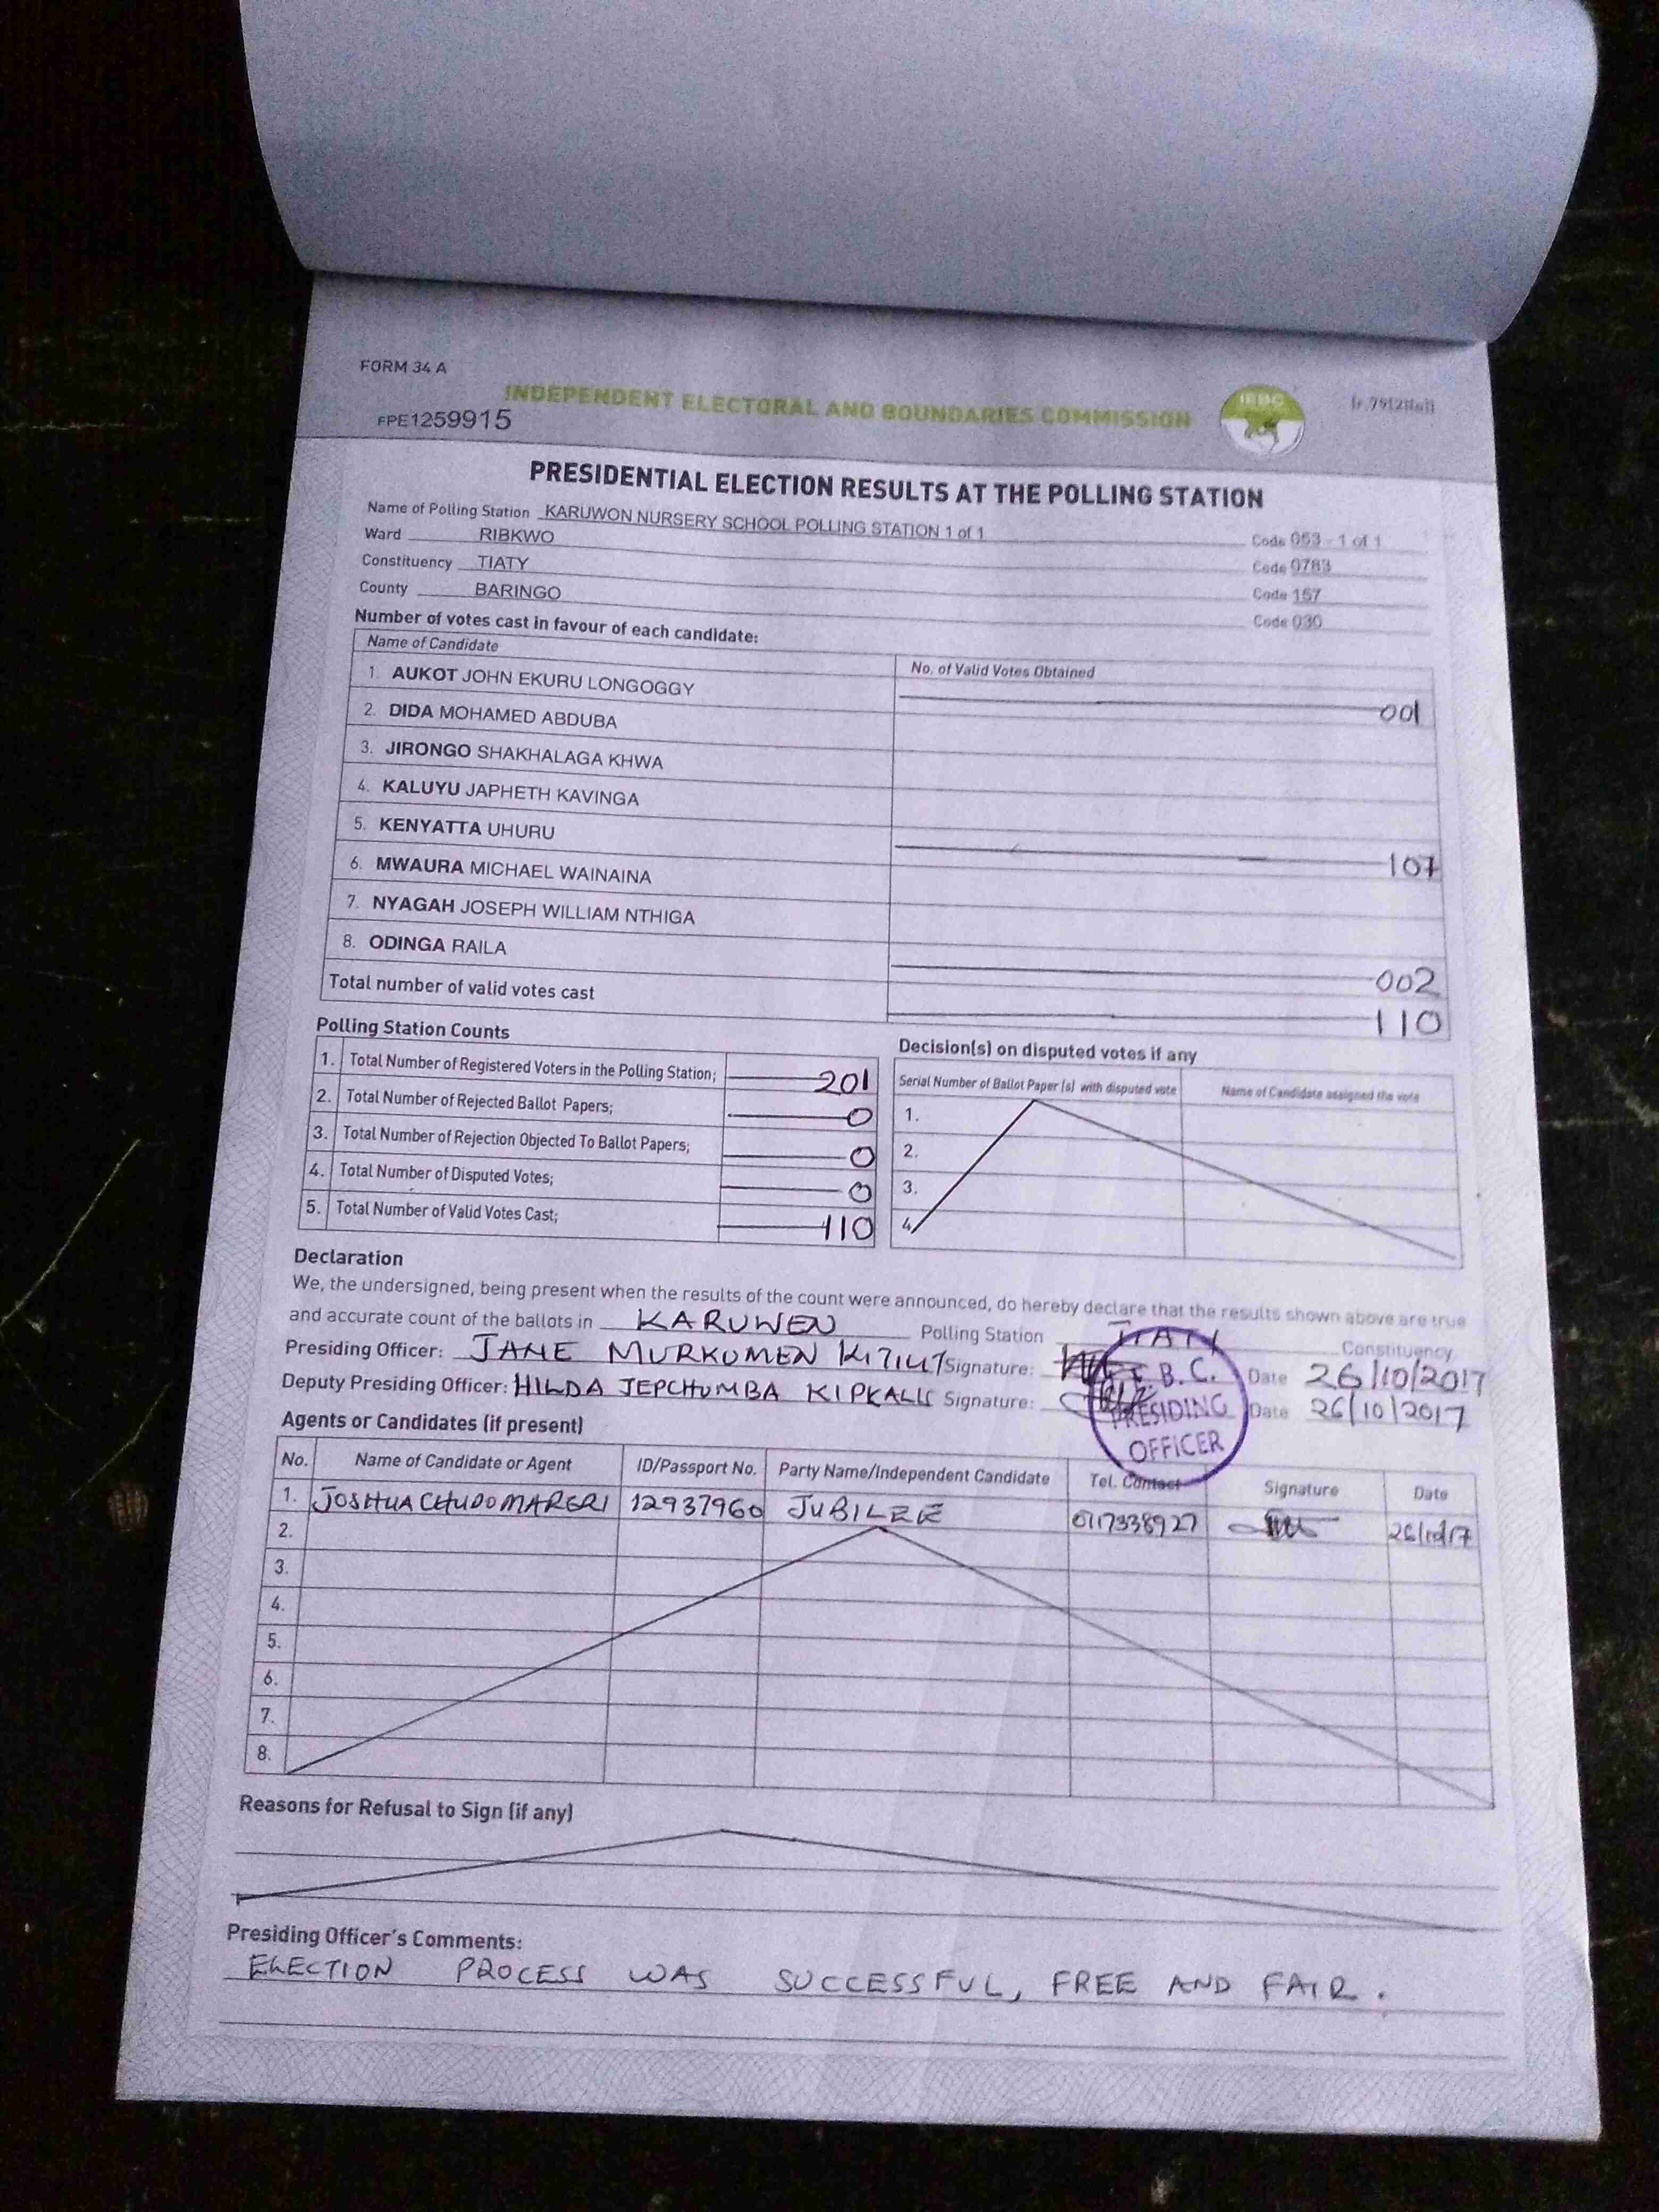 FORM 34 A
INDEPENDENT ELECTORAL AND BOUNDARIES COMMISSION IEBC
FPE1259915
PRESIDENTIAL ELECTION RESULTS AT THE POLLING STATION
Name of Polling Station KARUWON NURSERY SCHOOL POLLING STATION 1 of 1 Code 053 - 1 of 1
Ward RIBKWO Code 0783
Constituency TIATY Code 157
County BARINGO Code 030
Number of votes cast in favour of each candidate:
Name of Candidate No. of Valid Votes Obtained
1. AUKOT JOHN EKURU LONGOGGY 001
2. DIDA MOHAMED ABDUBA
3. JIRONGO SHAKHALAGA KHWA
4. KALUYU JAPHETH KAVINGA
5. KENYATTA UHURU 107
6. MWAURA MICHAEL WAINAINA
7. NYAGAH JOSEPH WILLIAM NTHIGA
8. ODINGA RAILA 002
Total number of valid votes cast 110
Polling Station Counts
1. Total Number of Registered Voters in the Polling Station; 201
2. Total Number of Rejected Ballot Papers; 0
3. Total Number of Rejection Objected To Ballot Papers; 0
4. Total Number of Disputed Votes; 0
5. Total Number of Valid Votes Cast; 110
Decision(s) on disputed votes if any
Serial Number of Ballot Paper (s) with disputed vote Name of Candidate assigned the vote
1.
2.
3.
4.
Declaration
We, the undersigned, being present when the results of the count were announced, do hereby declare that the results shown above are true
and accurate count of the ballots in KARUWEN Polling Station TIATY Constituency
Presiding Officer: JANE MURKOMEN Signature: Date 26/10/2017
Deputy Presiding Officer: HILDA JEPCHUMBA Signature: Date 26/10/2017
B.C.
PRESIDING
OFFICER
Agents or Candidates (if present)
No. Name of Candidate or Agent ID/Passport No. Party Name/Independent Candidate Tel. Contact Signature Date
1. JOSHUA 12937960 JUBILEE 0117338927 26/10/17
2.
3.
4.
5.
6.
7.
8.
Reasons for Refusal to Sign (if any)
Presiding Officer's Comments:
ELECTION PROCESS WAS SUCCESSFUL, FREE AND FAIR.